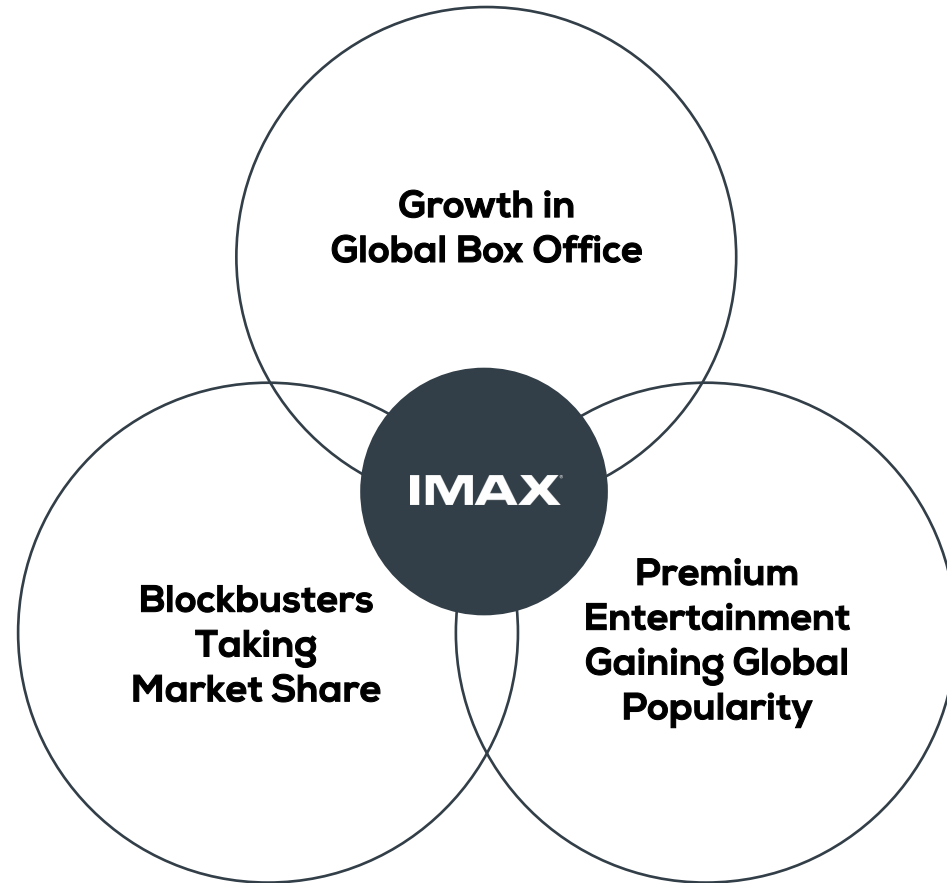 Growth in
Global Box Office
IMAX®
Blockbusters
Taking
Market Share
Premium
Entertainment
Gaining Global
Popularity